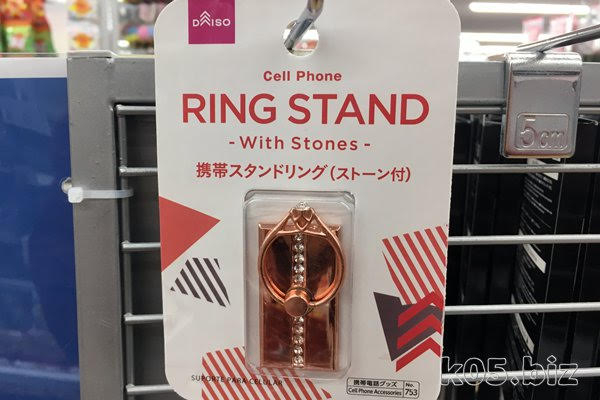 DAISO
Cell Phone
RING STAND
- With Stones -
携帯スタンドリング(ストーン付)
5cm
SUPORTE PARA CELULAR
携帯電話グッズ
Cell Phone Accessories
No.
753
k05.biz